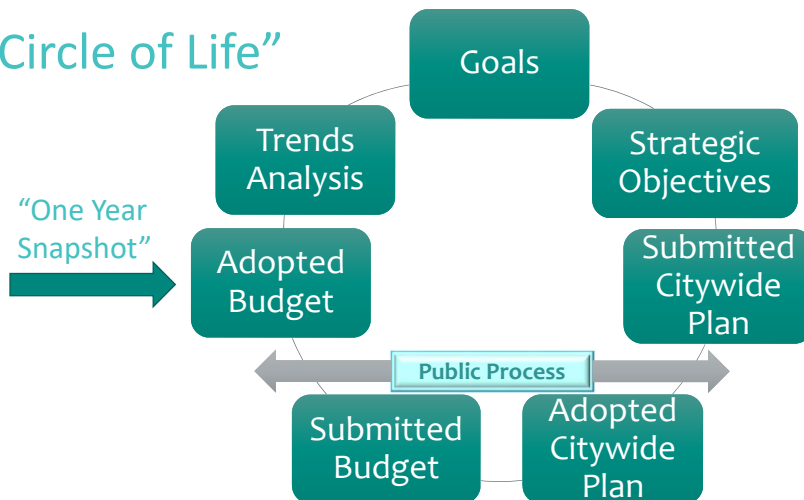 Circle of Life”
Goals
Trends
Analysis
Strategic
Objectives
“One Year
Snapshot”
Adopted
Budget
Submitted
Citywide
Plan
Public Process
Submitted
Budget
Adopted
Citywide
Plan